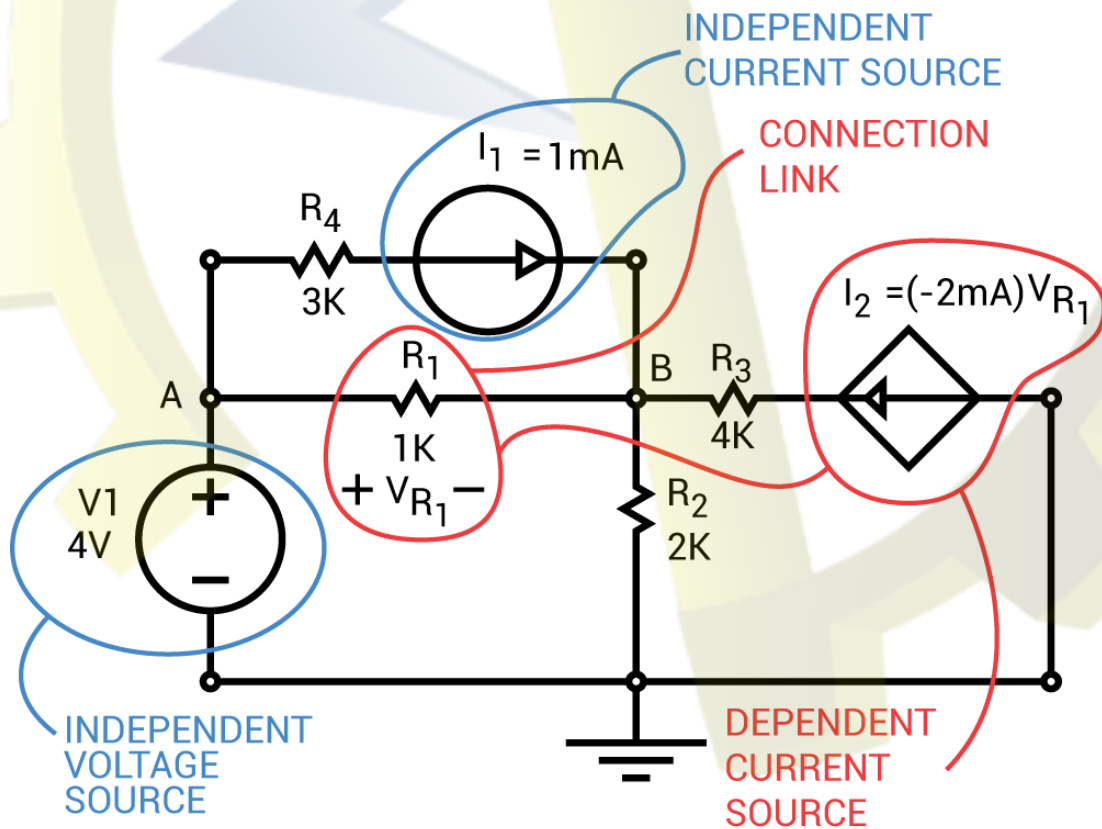 INDEPENDENT
CURRENT SOURCE
CONNECTION
LINK
I1 =1mA
R4
3K
I2 =(-2mA)VR1
R1
1K
+ VR1 −
A
B
R3
4K
V1
4V
+
−
R2
2K
INDEPENDENT
VOLTAGE
SOURCE
DEPENDENT
CURRENT
SOURCE